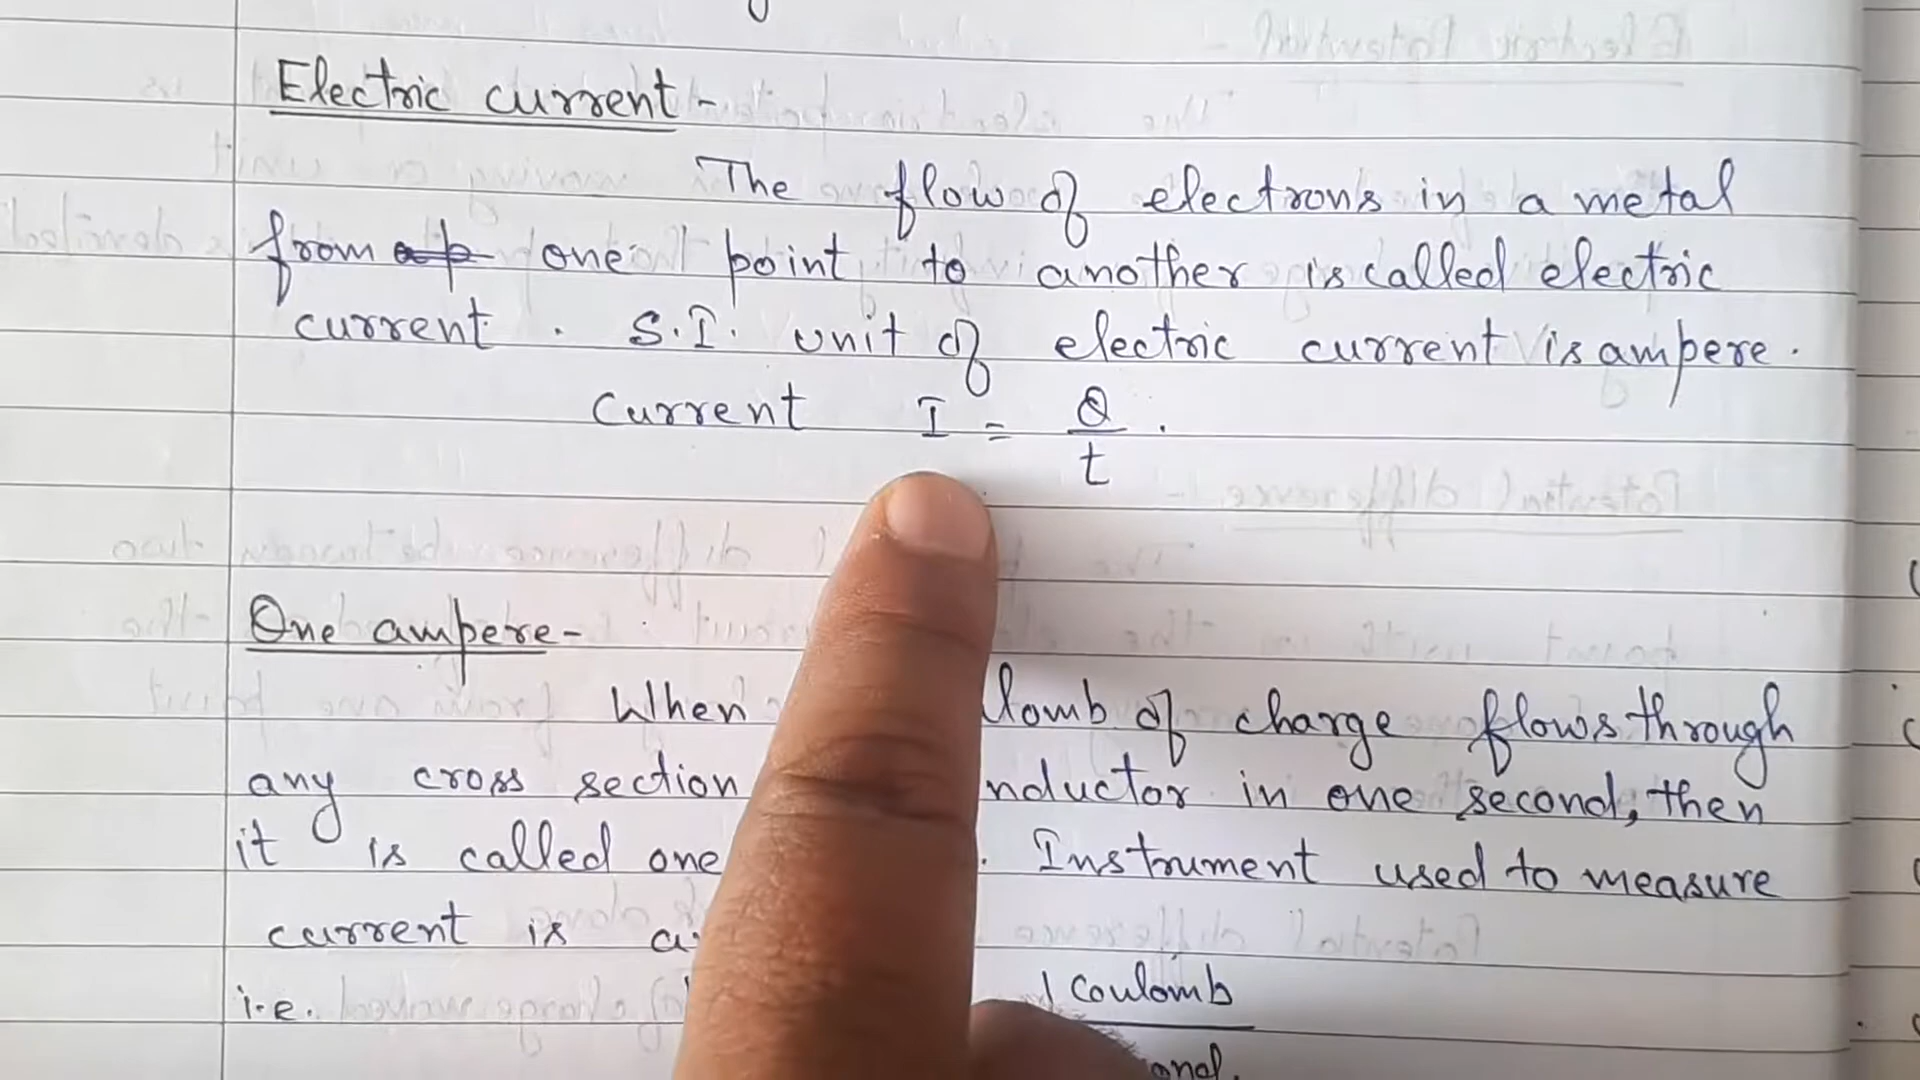 Electric current -
The flow of electrons in a metal
from one point to another is called electric
current. S.I. unit of electric current is ampere.
Current I = Q/t.
One ampere -
When lomb of charge flows through
any cross section nductor in one second, then
it is called one . Instrument used to measure
current is a
i.e. 1 Coulomb
ond.